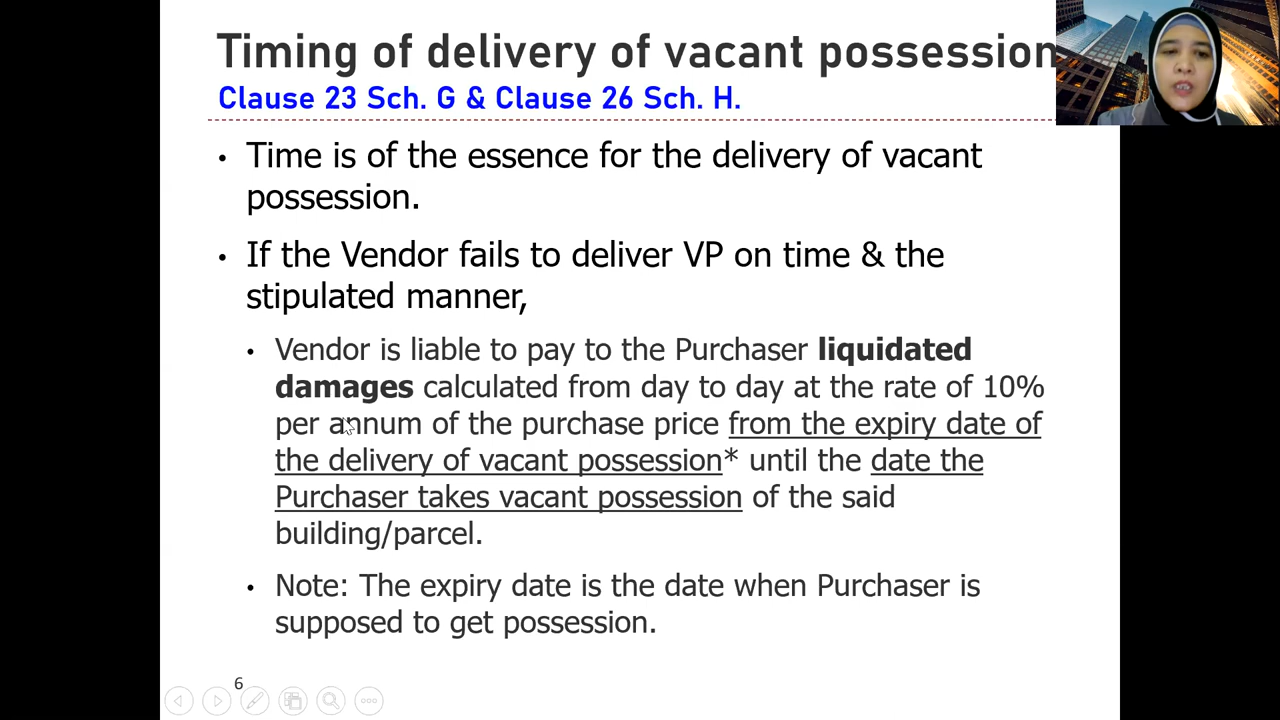 Timing of delivery of vacant possession
Clause 23 Sch. G & Clause 26 Sch. H.
• Time is of the essence for the delivery of vacant
possession.
• If the Vendor fails to deliver VP on time & the
stipulated manner,
• Vendor is liable to pay to the Purchaser liquidated
damages calculated from day to day at the rate of 10%
per annum of the purchase price from the expiry date of
the delivery of vacant possession* until the date the
Purchaser takes vacant possession of the said
building/parcel.
• Note: The expiry date is the date when Purchaser is
supposed to get possession.
6